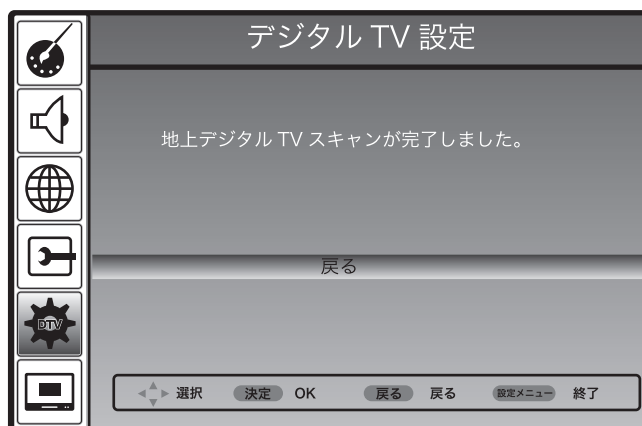 デジタル TV 設定
地上デジタル TV スキャンが完了しました。
戻る
DTV
選択 決定 OK 戻る 戻る 設定メニュー 終了